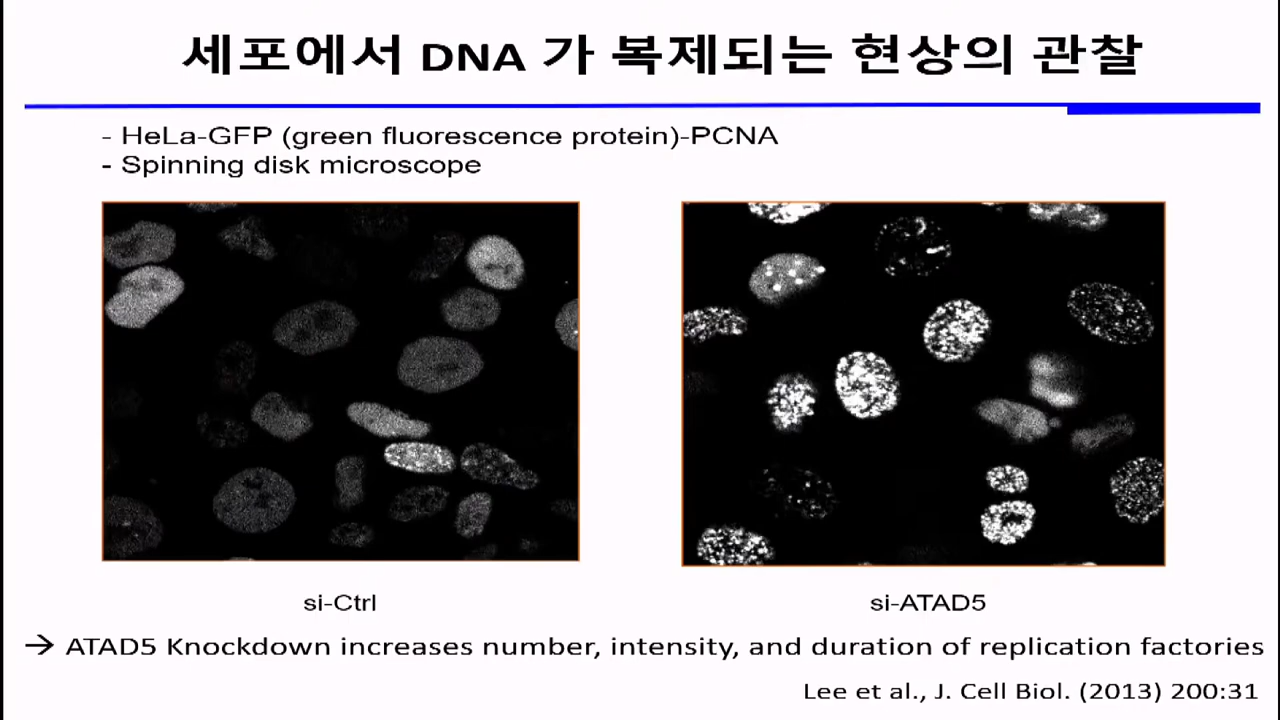 세포에서 DNA 가 복제되는 현상의 관찰
- HeLa-GFP (green fluorescence protein)-PCNA
- Spinning disk microscope
si-Ctrl
si-ATAD5
→ ATAD5 Knockdown increases number, intensity, and duration of replication factories
Lee et al., J. Cell Biol. (2013) 200:31